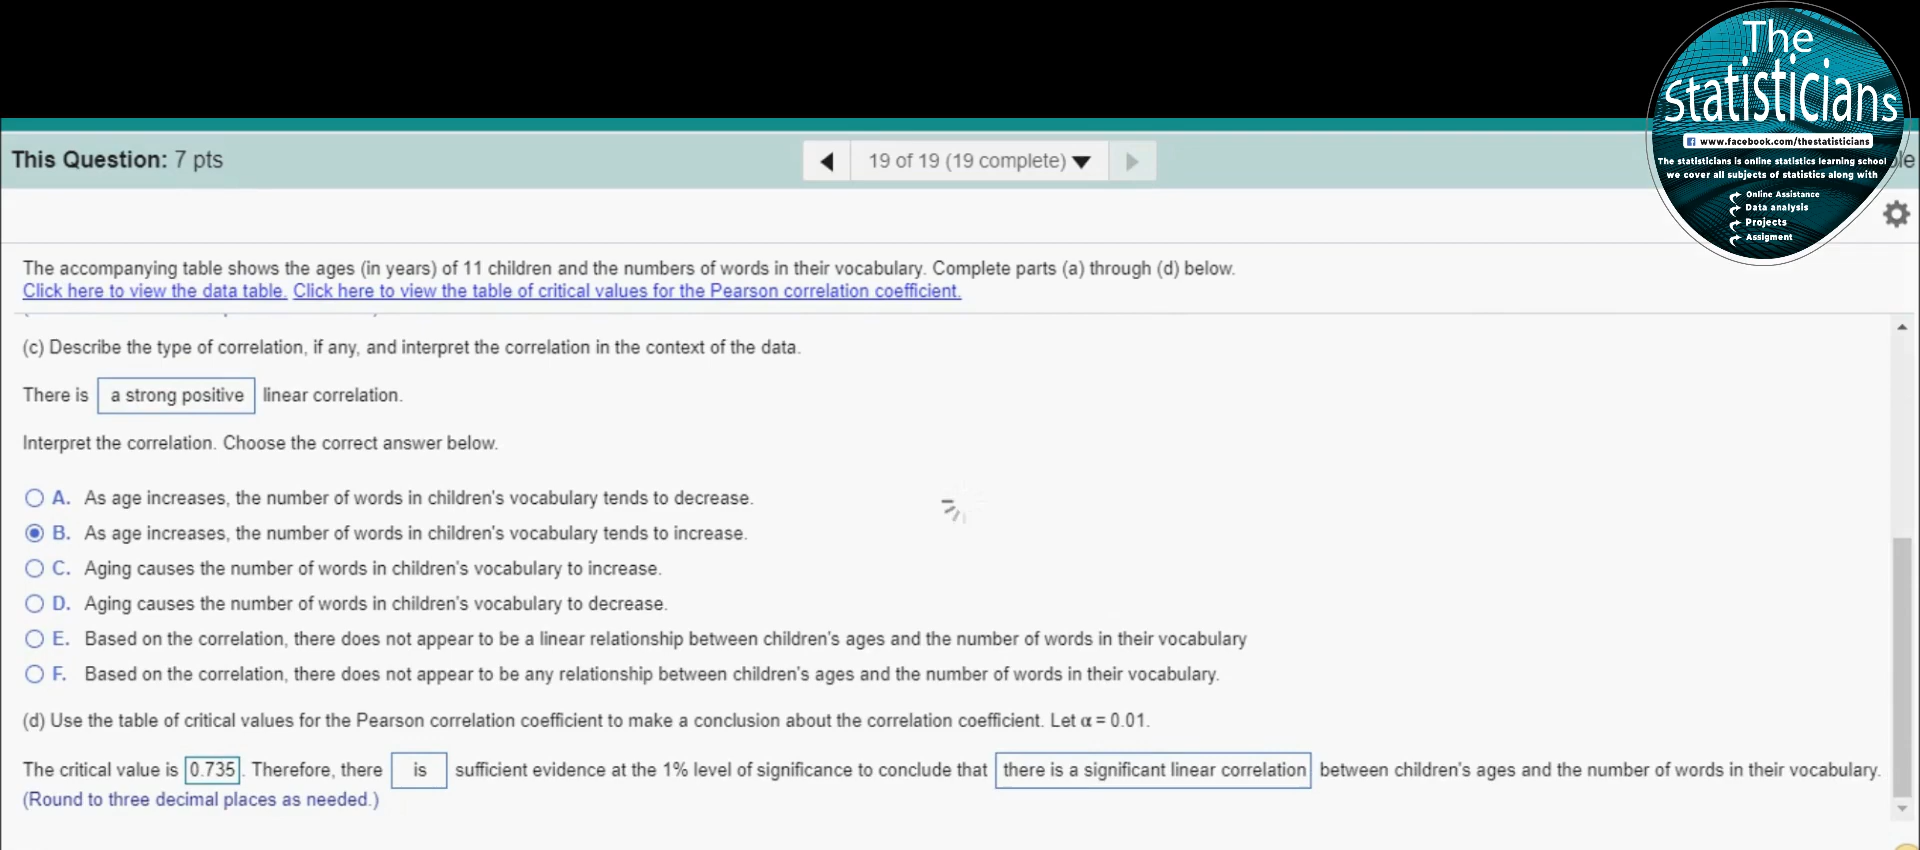 The
Statisticians
www.facebook.com/thestatisticians
The statisticians is online statistics learning school
we cover all subjects of statistics along with
Online Assistance
Data analysis
Projects
Assigment
This Question: 7 pts
19 of 19 (19 complete)
The accompanying table shows the ages (in years) of 11 children and the numbers of words in their vocabulary. Complete parts (a) through (d) below.
Click here to view the data table. Click here to view the table of critical values for the Pearson correlation coefficient.
(c) Describe the type of correlation, if any, and interpret the correlation in the context of the data.
There is a strong positive linear correlation.
Interpret the correlation. Choose the correct answer below.
A. As age increases, the number of words in children's vocabulary tends to decrease.
B. As age increases, the number of words in children's vocabulary tends to increase.
C. Aging causes the number of words in children's vocabulary to increase.
D. Aging causes the number of words in children's vocabulary to decrease.
E. Based on the correlation, there does not appear to be a linear relationship between children's ages and the number of words in their vocabulary
F. Based on the correlation, there does not appear to be any relationship between children's ages and the number of words in their vocabulary.
(d) Use the table of critical values for the Pearson correlation coefficient to make a conclusion about the correlation coefficient. Let α = 0.01.
The critical value is 0.735. Therefore, there is sufficient evidence at the 1% level of significance to conclude that there is a significant linear correlation between children's ages and the number of words in their vocabulary.
(Round to three decimal places as needed.)